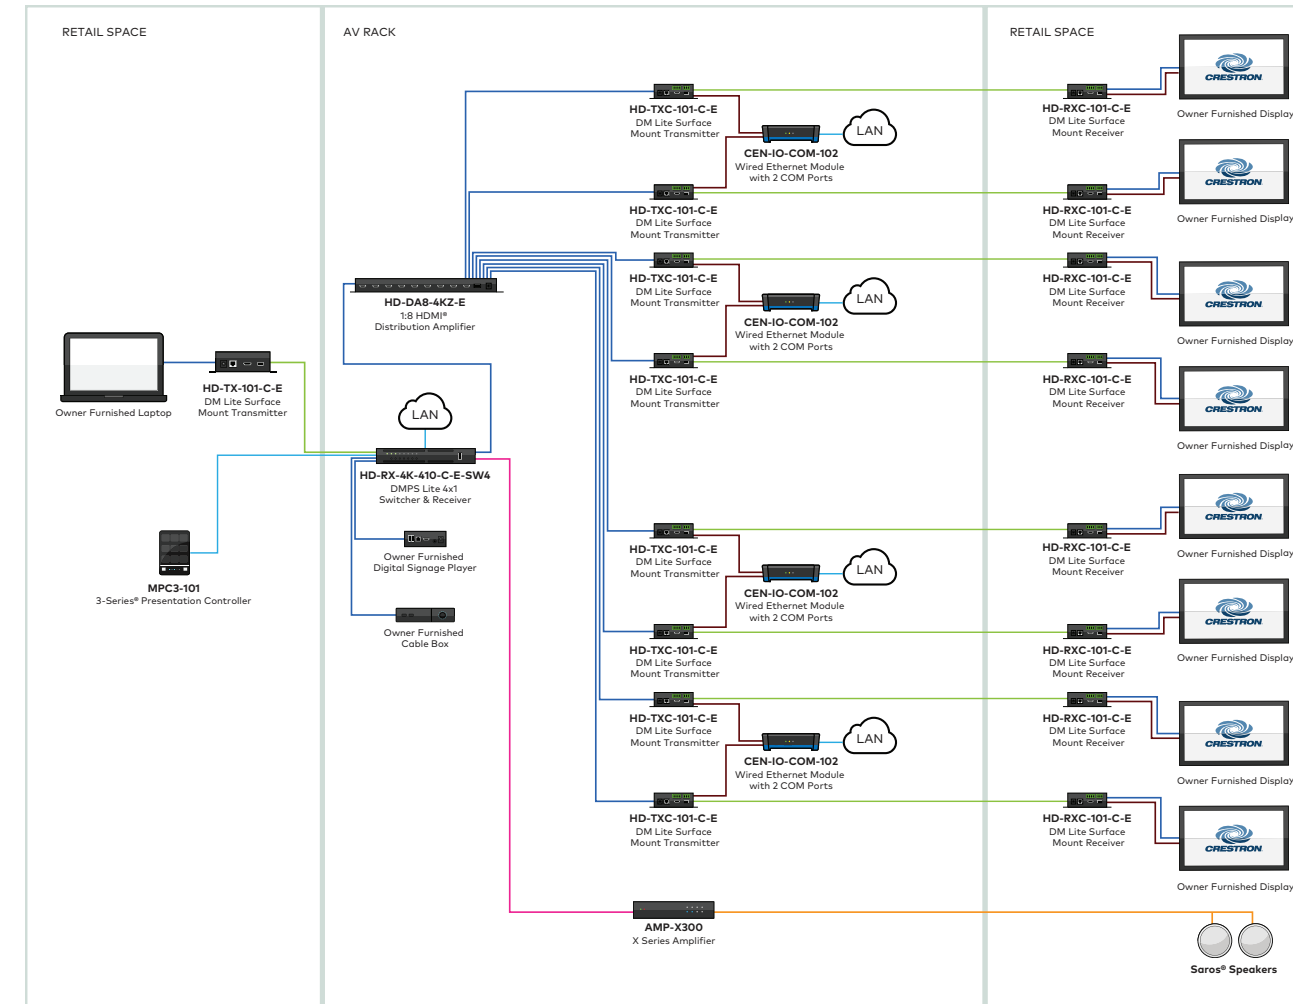 RETAIL SPACE
AV RACK
RETAIL SPACE
HD-TXC-101-C-E
DM Lite Surface
Mount Transmitter
CEN-IO-COM-102
Wired Ethernet Module
with 2 COM Ports
LAN
HD-RXC-101-C-E
DM Lite Surface
Mount Receiver
CRESTRON
Owner Furnished Display
HD-TXC-101-C-E
DM Lite Surface
Mount Transmitter
HD-RXC-101-C-E
DM Lite Surface
Mount Receiver
CRESTRON
Owner Furnished Display
HD-TXC-101-C-E
DM Lite Surface
Mount Transmitter
CEN-IO-COM-102
Wired Ethernet Module
with 2 COM Ports
LAN
HD-RXC-101-C-E
DM Lite Surface
Mount Receiver
CRESTRON
Owner Furnished Display
HD-DA8-4KZ-E
1:8 HDMI®
Distribution Amplifier
HD-TXC-101-C-E
DM Lite Surface
Mount Transmitter
HD-RXC-101-C-E
DM Lite Surface
Mount Receiver
CRESTRON
Owner Furnished Display
Owner Furnished Laptop
HD-TX-101-C-E
DM Lite Surface
Mount Transmitter
LAN
HD-RX-4K-410-C-E-SW4
DMPS Lite 4x1
Switcher & Receiver
Owner Furnished
Digital Signage Player
Owner Furnished
Cable Box
MPC3-101
3-Series® Presentation Controller
HD-TXC-101-C-E
DM Lite Surface
Mount Transmitter
CEN-IO-COM-102
Wired Ethernet Module
with 2 COM Ports
LAN
HD-RXC-101-C-E
DM Lite Surface
Mount Receiver
CRESTRON
Owner Furnished Display
HD-TXC-101-C-E
DM Lite Surface
Mount Transmitter
HD-RXC-101-C-E
DM Lite Surface
Mount Receiver
CRESTRON
Owner Furnished Display
HD-TXC-101-C-E
DM Lite Surface
Mount Transmitter
CEN-IO-COM-102
Wired Ethernet Module
with 2 COM Ports
LAN
HD-RXC-101-C-E
DM Lite Surface
Mount Receiver
CRESTRON
Owner Furnished Display
HD-TXC-101-C-E
DM Lite Surface
Mount Transmitter
HD-RXC-101-C-E
DM Lite Surface
Mount Receiver
CRESTRON
Owner Furnished Display
AMP-X300
X Series Amplifier
Saros® Speakers